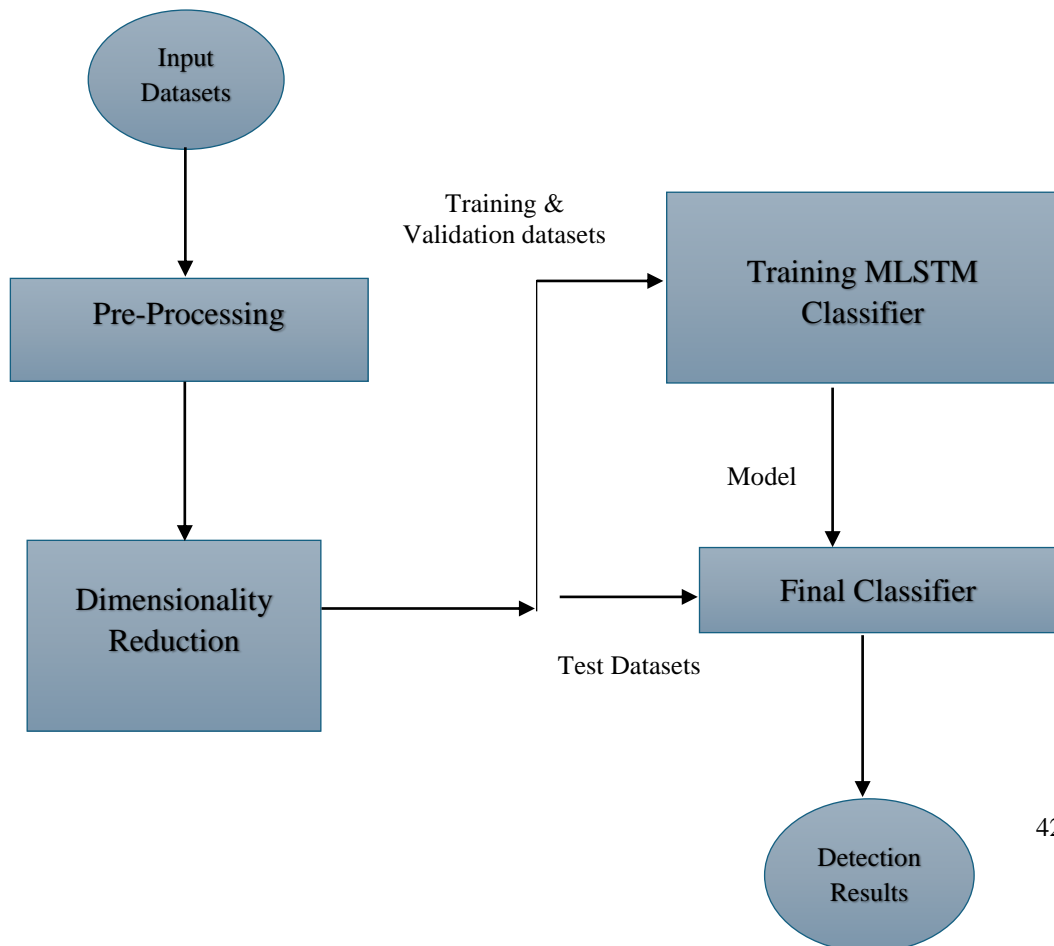 Input
Datasets
Pre-Processing
Dimensionality
Reduction
Training &
Validation datasets
Training MLSTM
Classifier
Model
Final Classifier
Test Datasets
Detection
Results
42